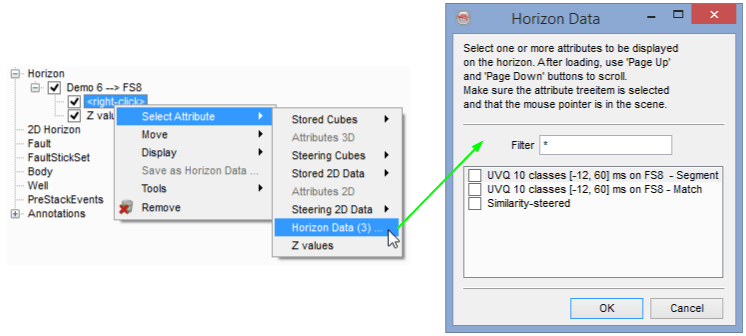 Horizon
Demo 6 --> FS8
<right-click>
Z valu
2D Horizon
Fault
FaultStickSet
Body
Well
PreStackEvents
Annotations
Select Attribute
Move
Display
Save as Horizon Data ...
Tools
Remove
Stored Cubes
Attributes 3D
Steering Cubes
Stored 2D Data
Attributes 2D
Steering 2D Data
Horizon Data (3) ...
Z values
Horizon Data
Select one or more attributes to be displayed
on the horizon. After loading, use 'Page Up'
and 'Page Down' buttons to scroll.
Make sure the attribute treeitem is selected
and that the mouse pointer is in the scene.
Filter *
UVQ 10 classes [-12, 60] ms on FS8 - Segment
UVQ 10 classes [-12, 60] ms on FS8 - Match
Similarity-steered
OK Cancel